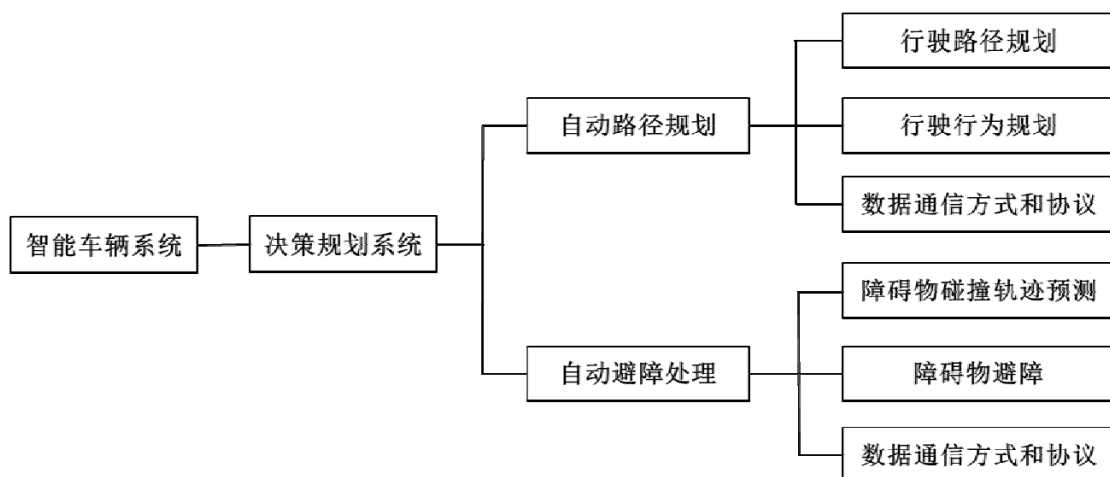 智能车辆系统
决策规划系统
自动路径规划
行驶路径规划
行驶行为规划
数据通信方式和协议
自动避障处理
障碍物碰撞轨迹预测
障碍物避障
数据通信方式和协议